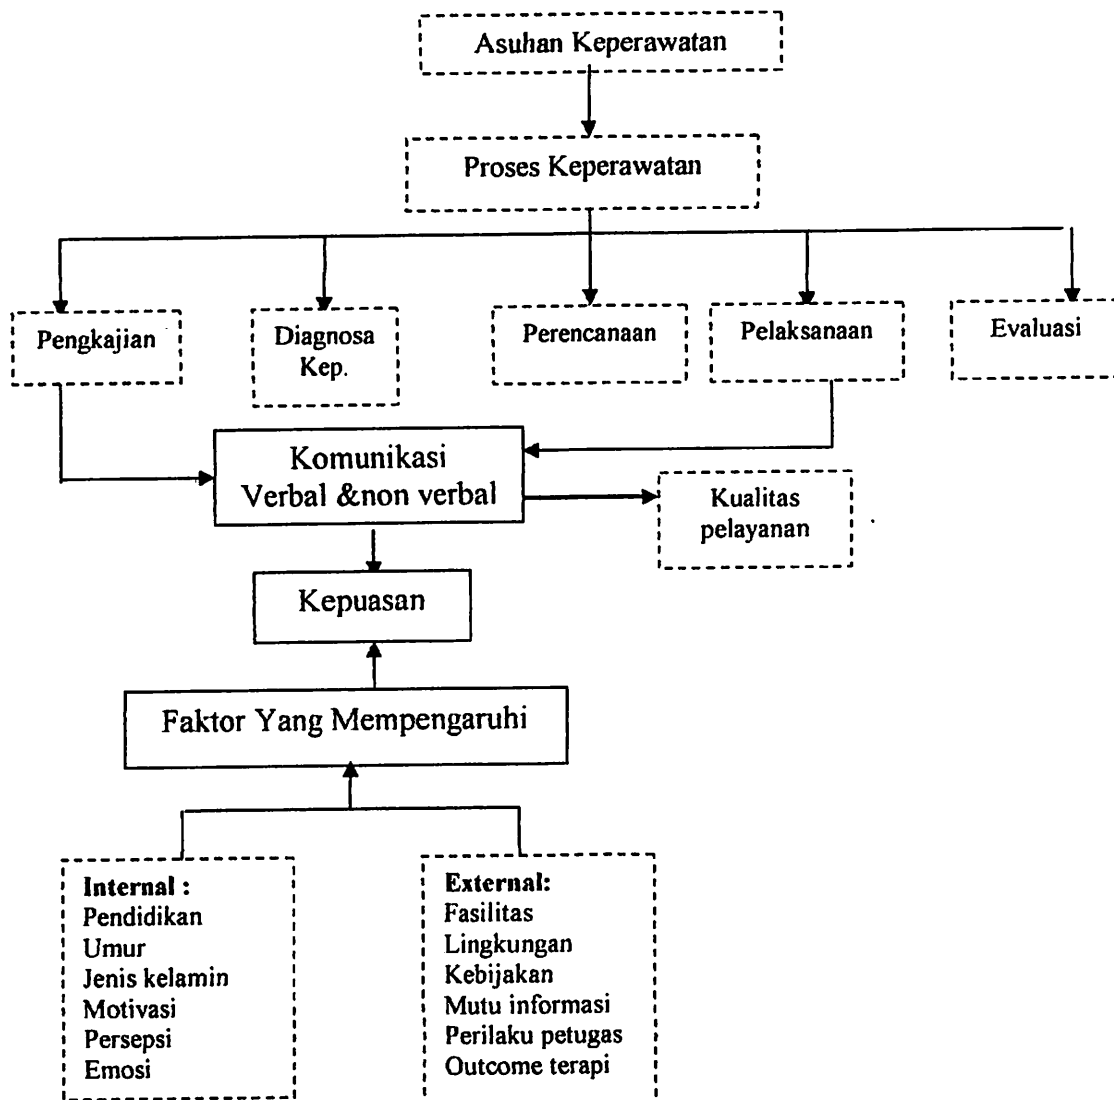 Asuhan Keperawatan
Proses Keperawatan
Pengkajian
Diagnosa
Kep.
Perencanaan
Pelaksanaan
Evaluasi
Komunikasi
Verbal &non verbal
Kualitas
pelayanan
Kepuasan
Faktor Yang Mempengaruhi
Internal :
Pendidikan
Umur
Jenis kelamin
Motivasi
Persepsi
Emosi
External:
Fasilitas
Lingkungan
Kebijakan
Mutu informasi
Perilaku petugas
Outcome terapi